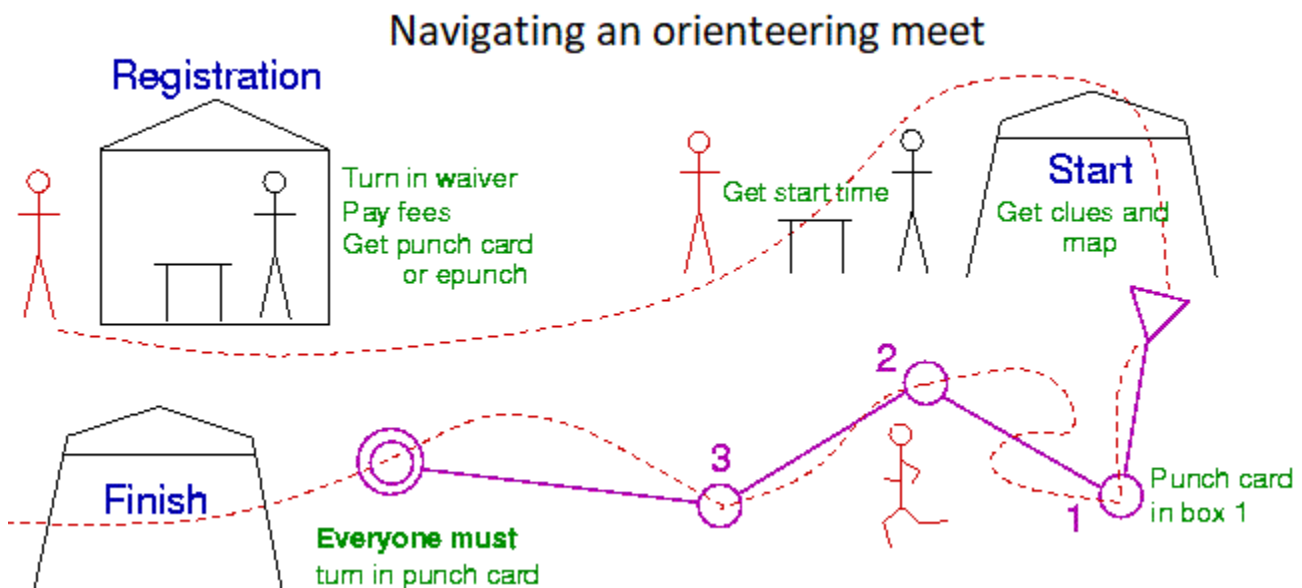 Navigating an orienteering meet
Registration
Turn in waiver
Pay fees
Get punch card
or epunch
Get start time
Start
Get clues and
map
2
3
1
Punch card
in box 1
Finish
Everyone must
turn in punch card